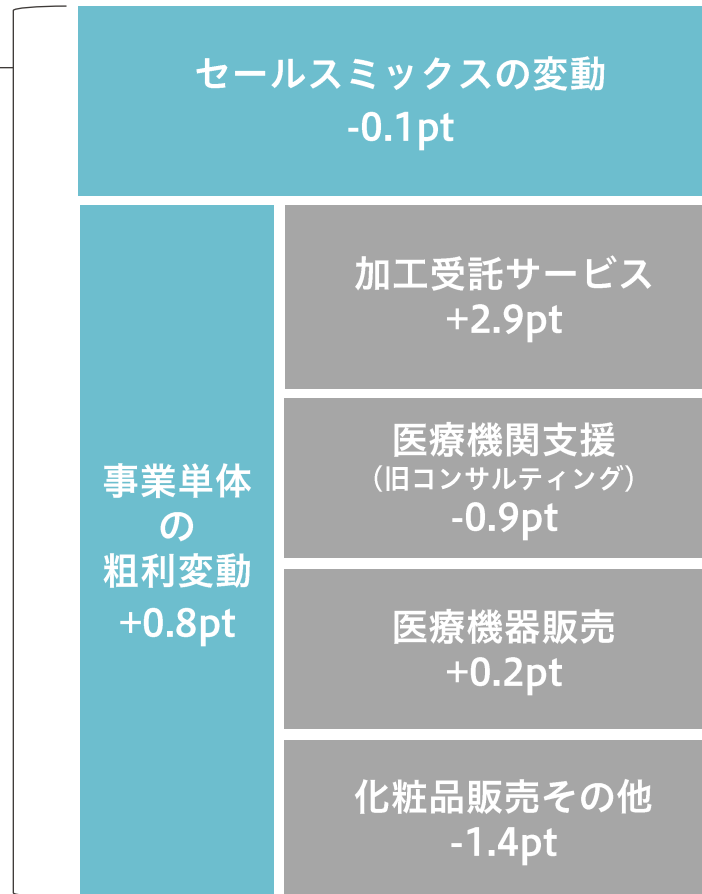 セールスミックスの変動
-0.1pt
事業単体
の
粗利変動
+0.8pt
加工受託サービス
+2.9pt
医療機関支援
（旧コンサルティング）
-0.9pt
医療機器販売
+0.2pt
化粧品販売その他
-1.4pt